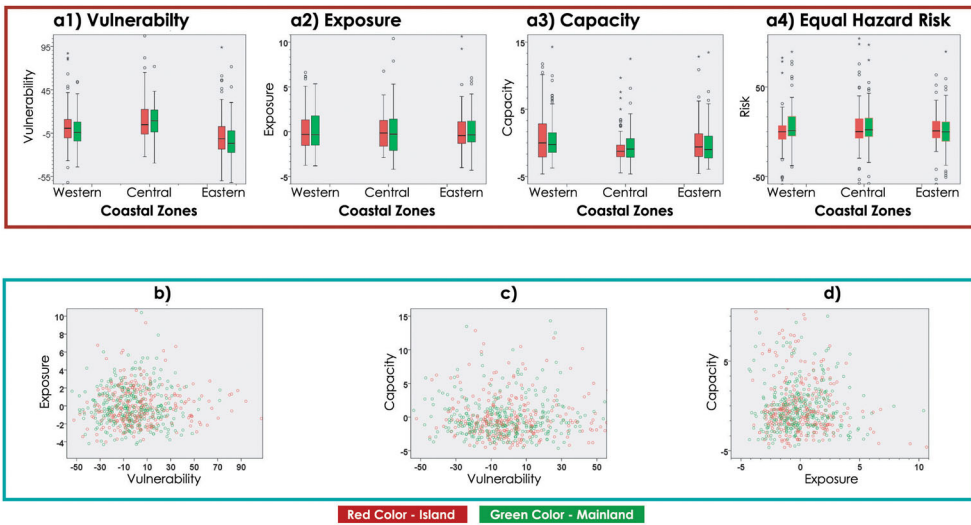 a1) Vulnerabilty
a2) Exposure
a3) Capacity
a4) Equal Hazard Risk
Vulnerability
95
45
-5
-55
Western Central Eastern
Coastal Zones
Exposure
10
5
0
-5
Western Central Eastern
Coastal Zones
Capacity
15
10
5
0
-5
Western Central Eastern
Coastal Zones
Risk
50
0
-50
Western Central Eastern
Coastal Zones
b)
Exposure
10
8
6
4
2
0
-2
-4
-50 -30 -10 10 30 50 70 90
Vulnerability
c)
Capacity
15
10
5
0
-5
-50 -25 0 25 50
Vulnerability
d)
Capacity
5
-5
-5 0 5 10
Exposure
Red Color - Island
Green Color - Mainland